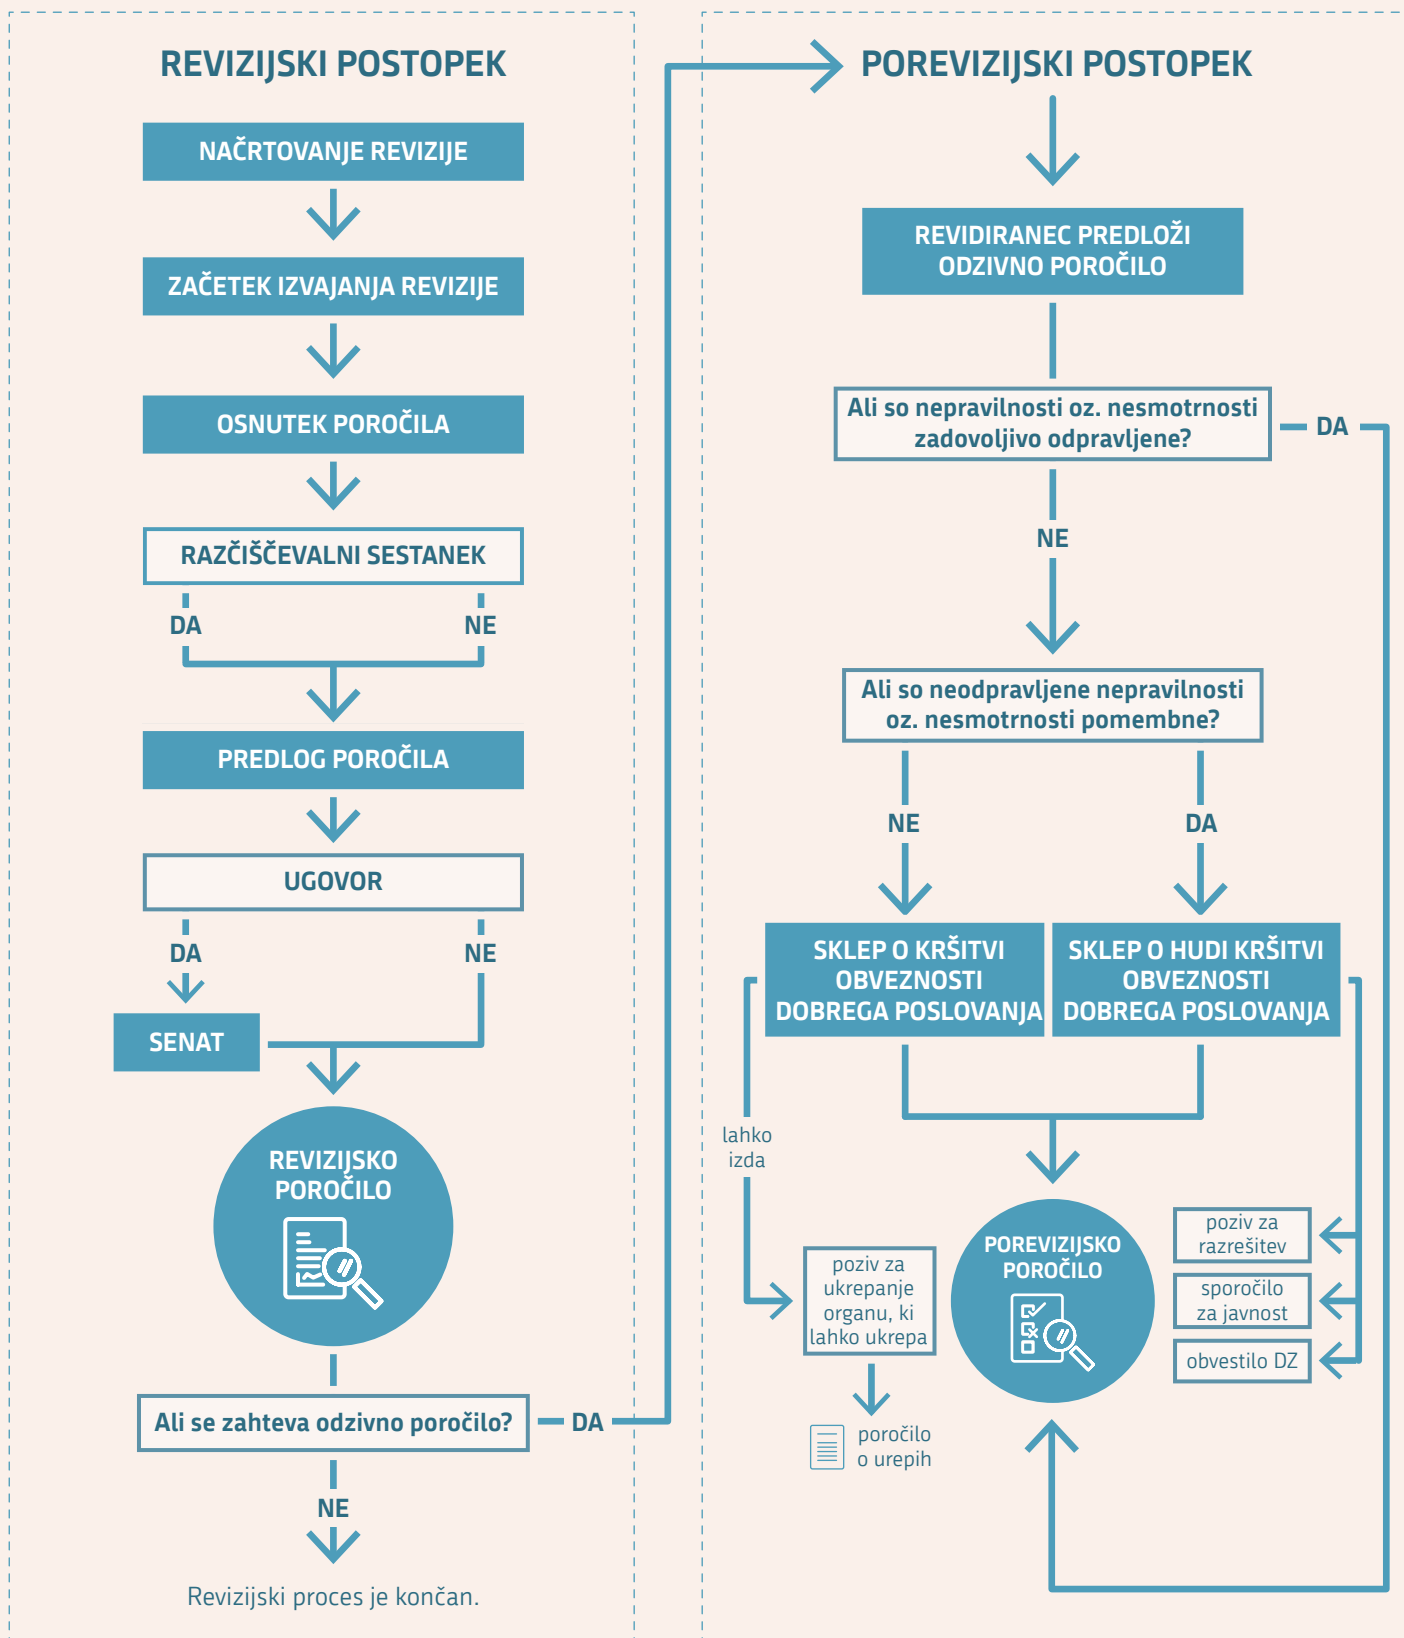 REVIZIJSKI POSTOPEK
NAČRTOVANJE REVIZIJE
ZAČETEK IZVAJANJA REVIZIJE
OSNUTEK POROČILA
RAZČIŠČEVALNI SESTANEK
DA
NE
PREDLOG POROČILA
UGOVOR
DA
NE
SENAT
REVIZIJSKO
POROČILO
Ali se zahteva odzivno poročilo?
DA
NE
Revizijski proces je končan.
POREVIZIJSKI POSTOPEK
REVIDIRANEC PREDLOŽI
ODZIVNO POROČILO
Ali so nepravilnosti oz. nesmotrnosti
zadovoljivo odpravljene?
DA
NE
Ali so neodpravljene nepravilnosti
oz. nesmotrnosti pomembne?
NE
DA
SKLEP O KRŠITVI
OBVEZNOSTI
DOBREGA POSLOVANJA
SKLEP O HUDI KRŠITVI
OBVEZNOSTI
DOBREGA POSLOVANJA
lahko
izda
poziv za
ukrepanje
organu, ki
lahko ukrepa
poročilo
o urepih
POREVIZIJSKO
POROČILO
poziv za
razrešitev
sporočilo
za javnost
obvestilo DZ